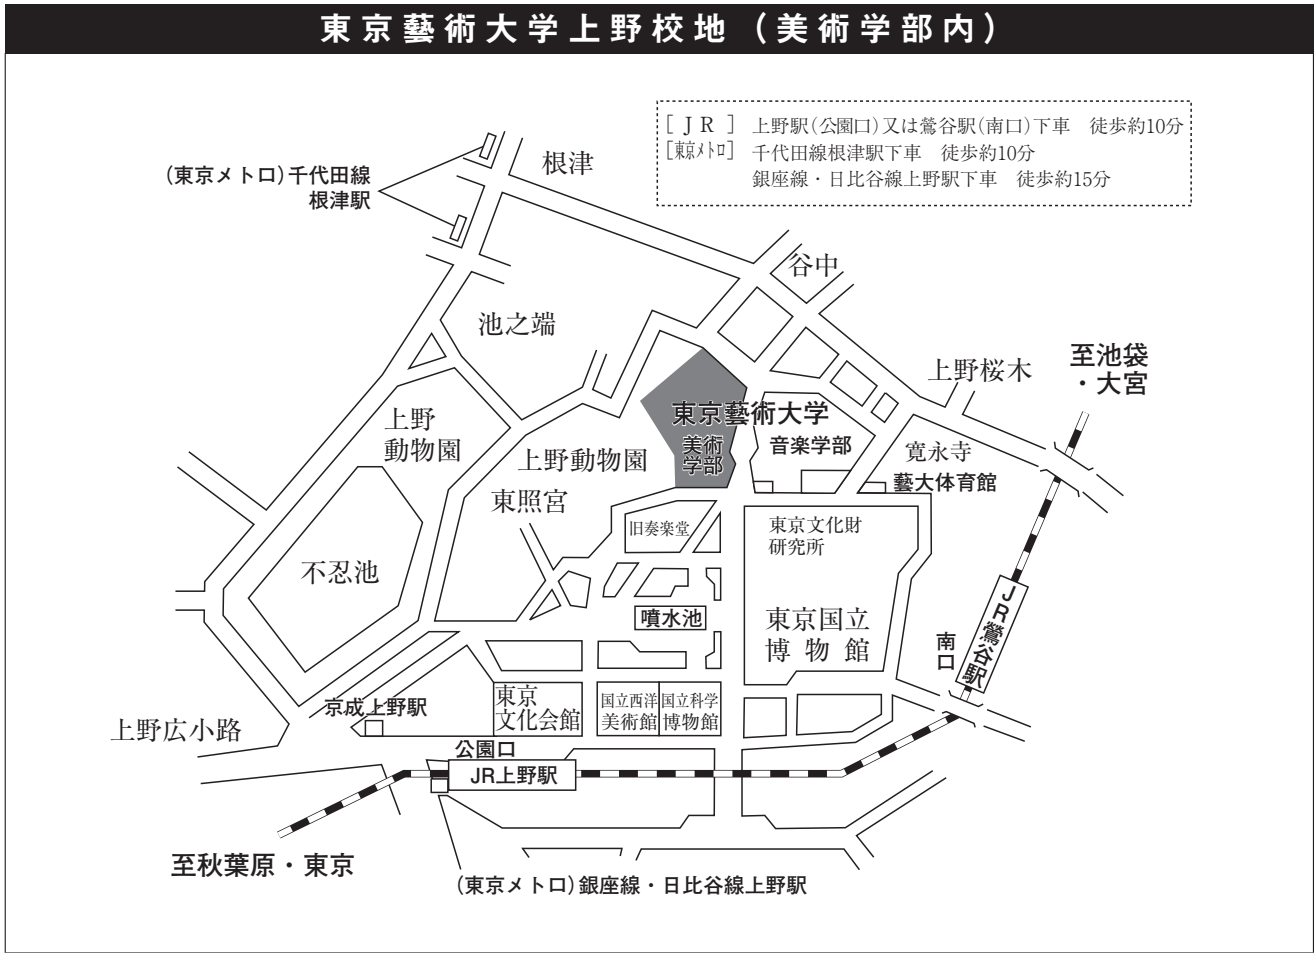 東京藝術大学上野校地（美術学部内）
［ＪＲ］ 上野駅（公園口）又は鶯谷駅（南口）下車　徒歩約10分
［東京メトロ］ 千代田線根津駅下車　徒歩約10分
銀座線・日比谷線上野駅下車　徒歩約15分
（東京メトロ）千代田線
根津駅
根津
谷中
池之端
上野桜木
至池袋
・大宮
上野
動物園
上野動物園
東京藝術大学
美術
学部
音楽学部
寛永寺
藝大体育館
東照宮
旧奏楽堂
東京文化財
研究所
不忍池
噴水池
東京国立
博物館
JR鶯谷駅
南口
京成上野駅
東京
文化会館
国立西洋
美術館
国立科学
博物館
上野広小路
公園口
JR上野駅
至秋葉原・東京
（東京メトロ）銀座線・日比谷線上野駅